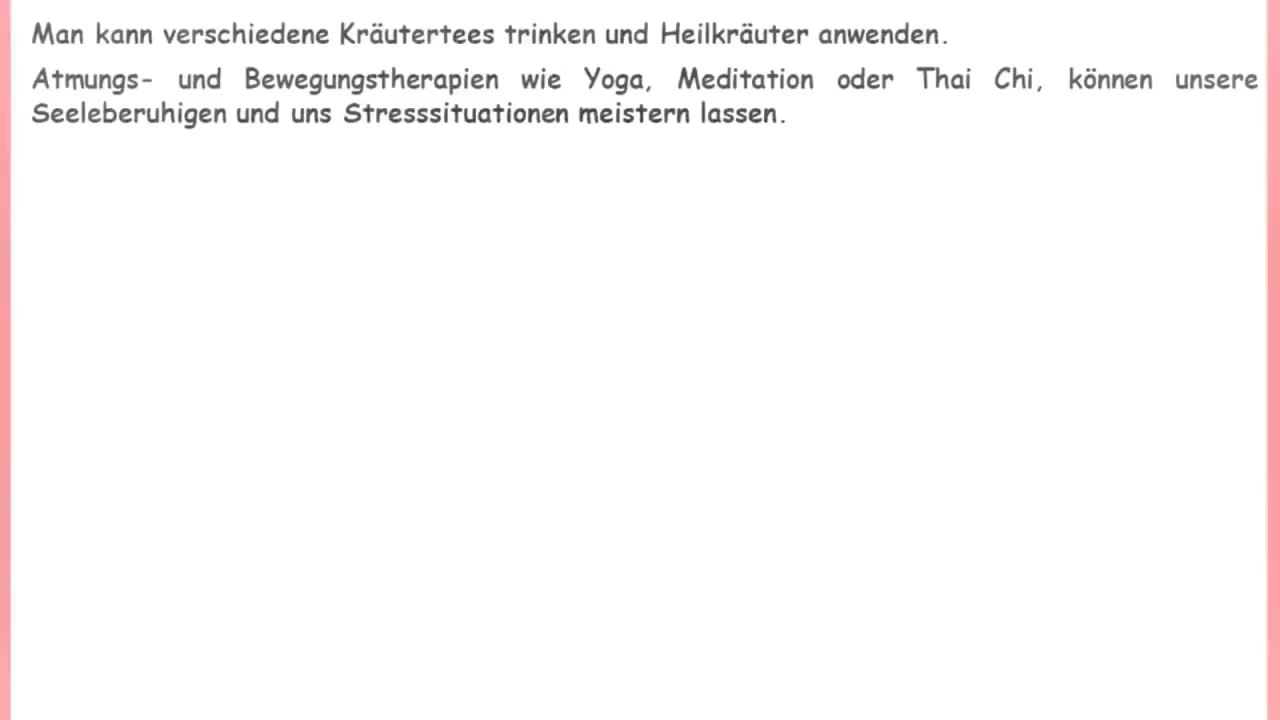 Man kann verschiedene Kräutertees trinken und Heilkräuter anwenden.
Atmungs- und Bewegungstherapien wie Yoga, Meditation oder Thai Chi, können unsere
Seeleberuhigen und uns Stresssituationen meistern lassen.